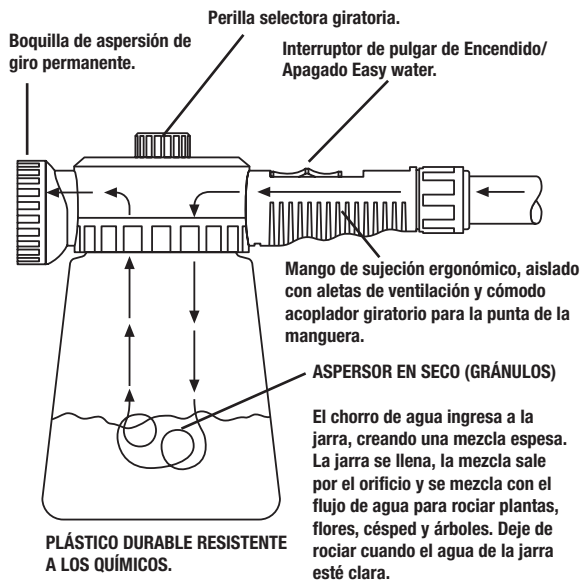 Perilla selectora giratoria.
Boquilla de aspersión de
giro permanente.
Interruptor de pulgar de Encendido/
Apagado Easy water.
Mango de sujeción ergonómico, aislado
con aletas de ventilación y cómodo
acoplador giratorio para la punta de la
manguera.
ASPERSOR EN SECO (GRÁNULOS)
El chorro de agua ingresa a la
jarra, creando una mezcla espesa.
La jarra se llena, la mezcla sale
por el orificio y se mezcla con el
flujo de agua para rociar plantas,
flores, césped y árboles. Deje de
rociar cuando el agua de la jarra
esté clara.
PLÁSTICO DURABLE RESISTENTE
A LOS QUÍMICOS.